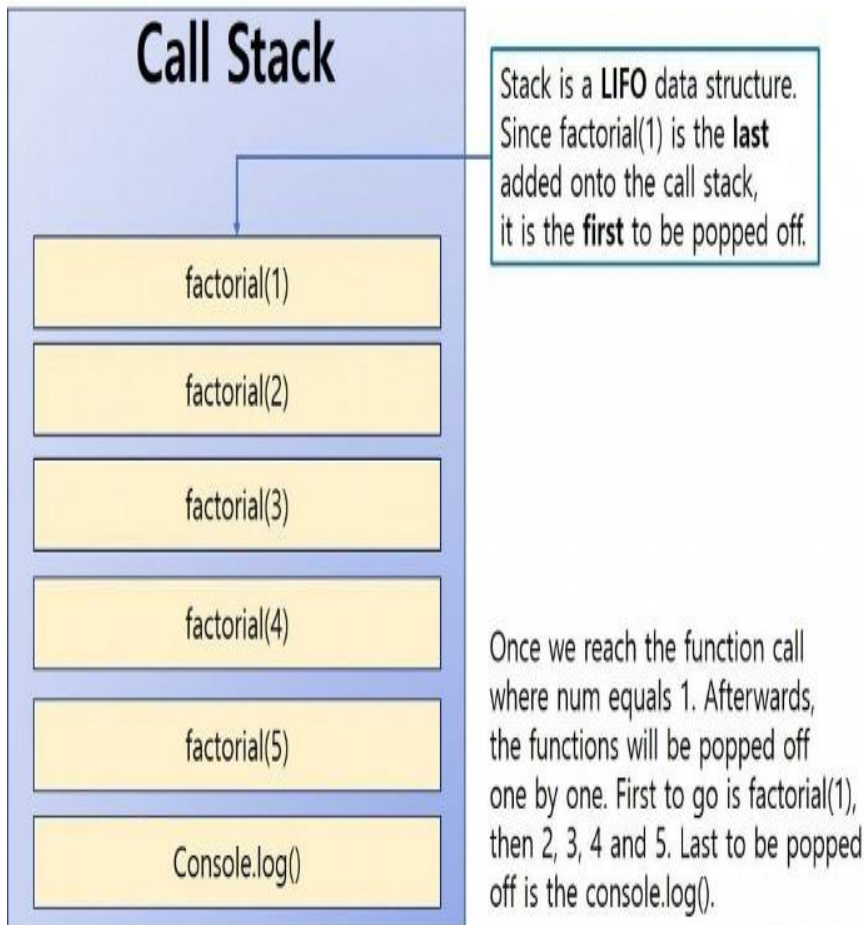 Call Stack
Stack is a LIFO data structure.
Since factorial(1) is the last
added onto the call stack,
it is the first to be popped off.
factorial(1)
factorial(2)
factorial(3)
factorial(4)
factorial(5)
Console.log()
Once we reach the function call
where num equals 1. Afterwards,
the functions will be popped off
one by one. First to go is factorial(1),
then 2, 3, 4 and 5. Last to be popped
off is the console.log().